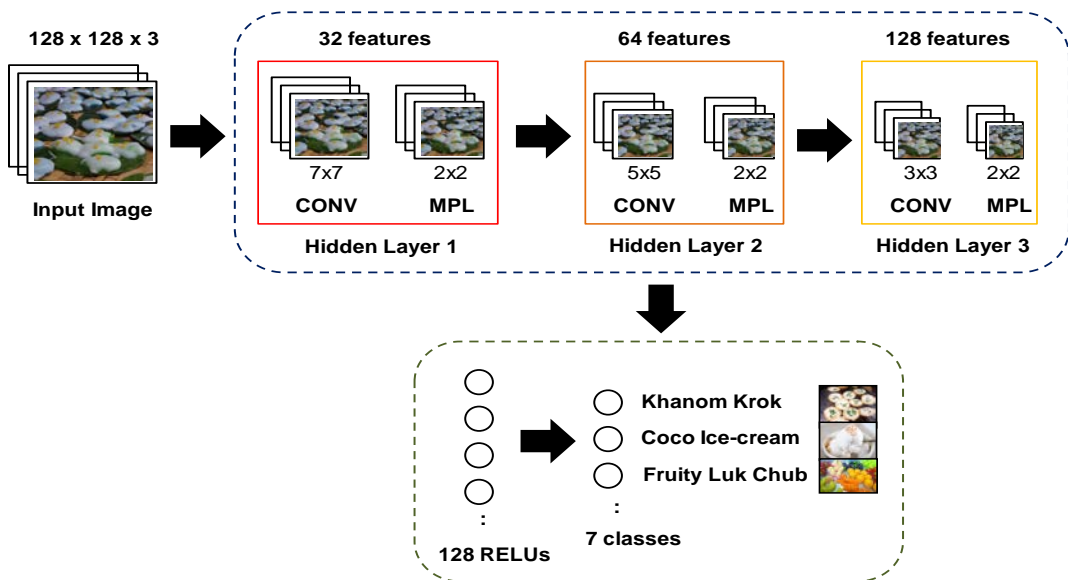 128 x 128 x 3
32 features
64 features
128 features
7x7
2x2
5x5
2x2
3x3
2x2
CONV
MPL
CONV
MPL
CONV
MPL
Input Image
Hidden Layer 1
Hidden Layer 2
Hidden Layer 3
Khanom Krok
Coco Ice-cream
Fruity Luk Chub
:
:
128 RELUs
7 classes